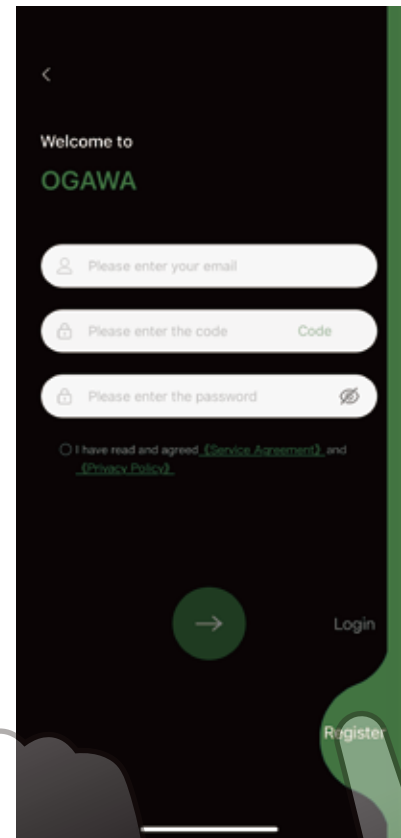 Welcome to
OGAWA
Please enter your email
Please enter the code Code
Please enter the password
I have read and agreed 《Service Agreement》 and
《Privacy Policy》
Login
Register